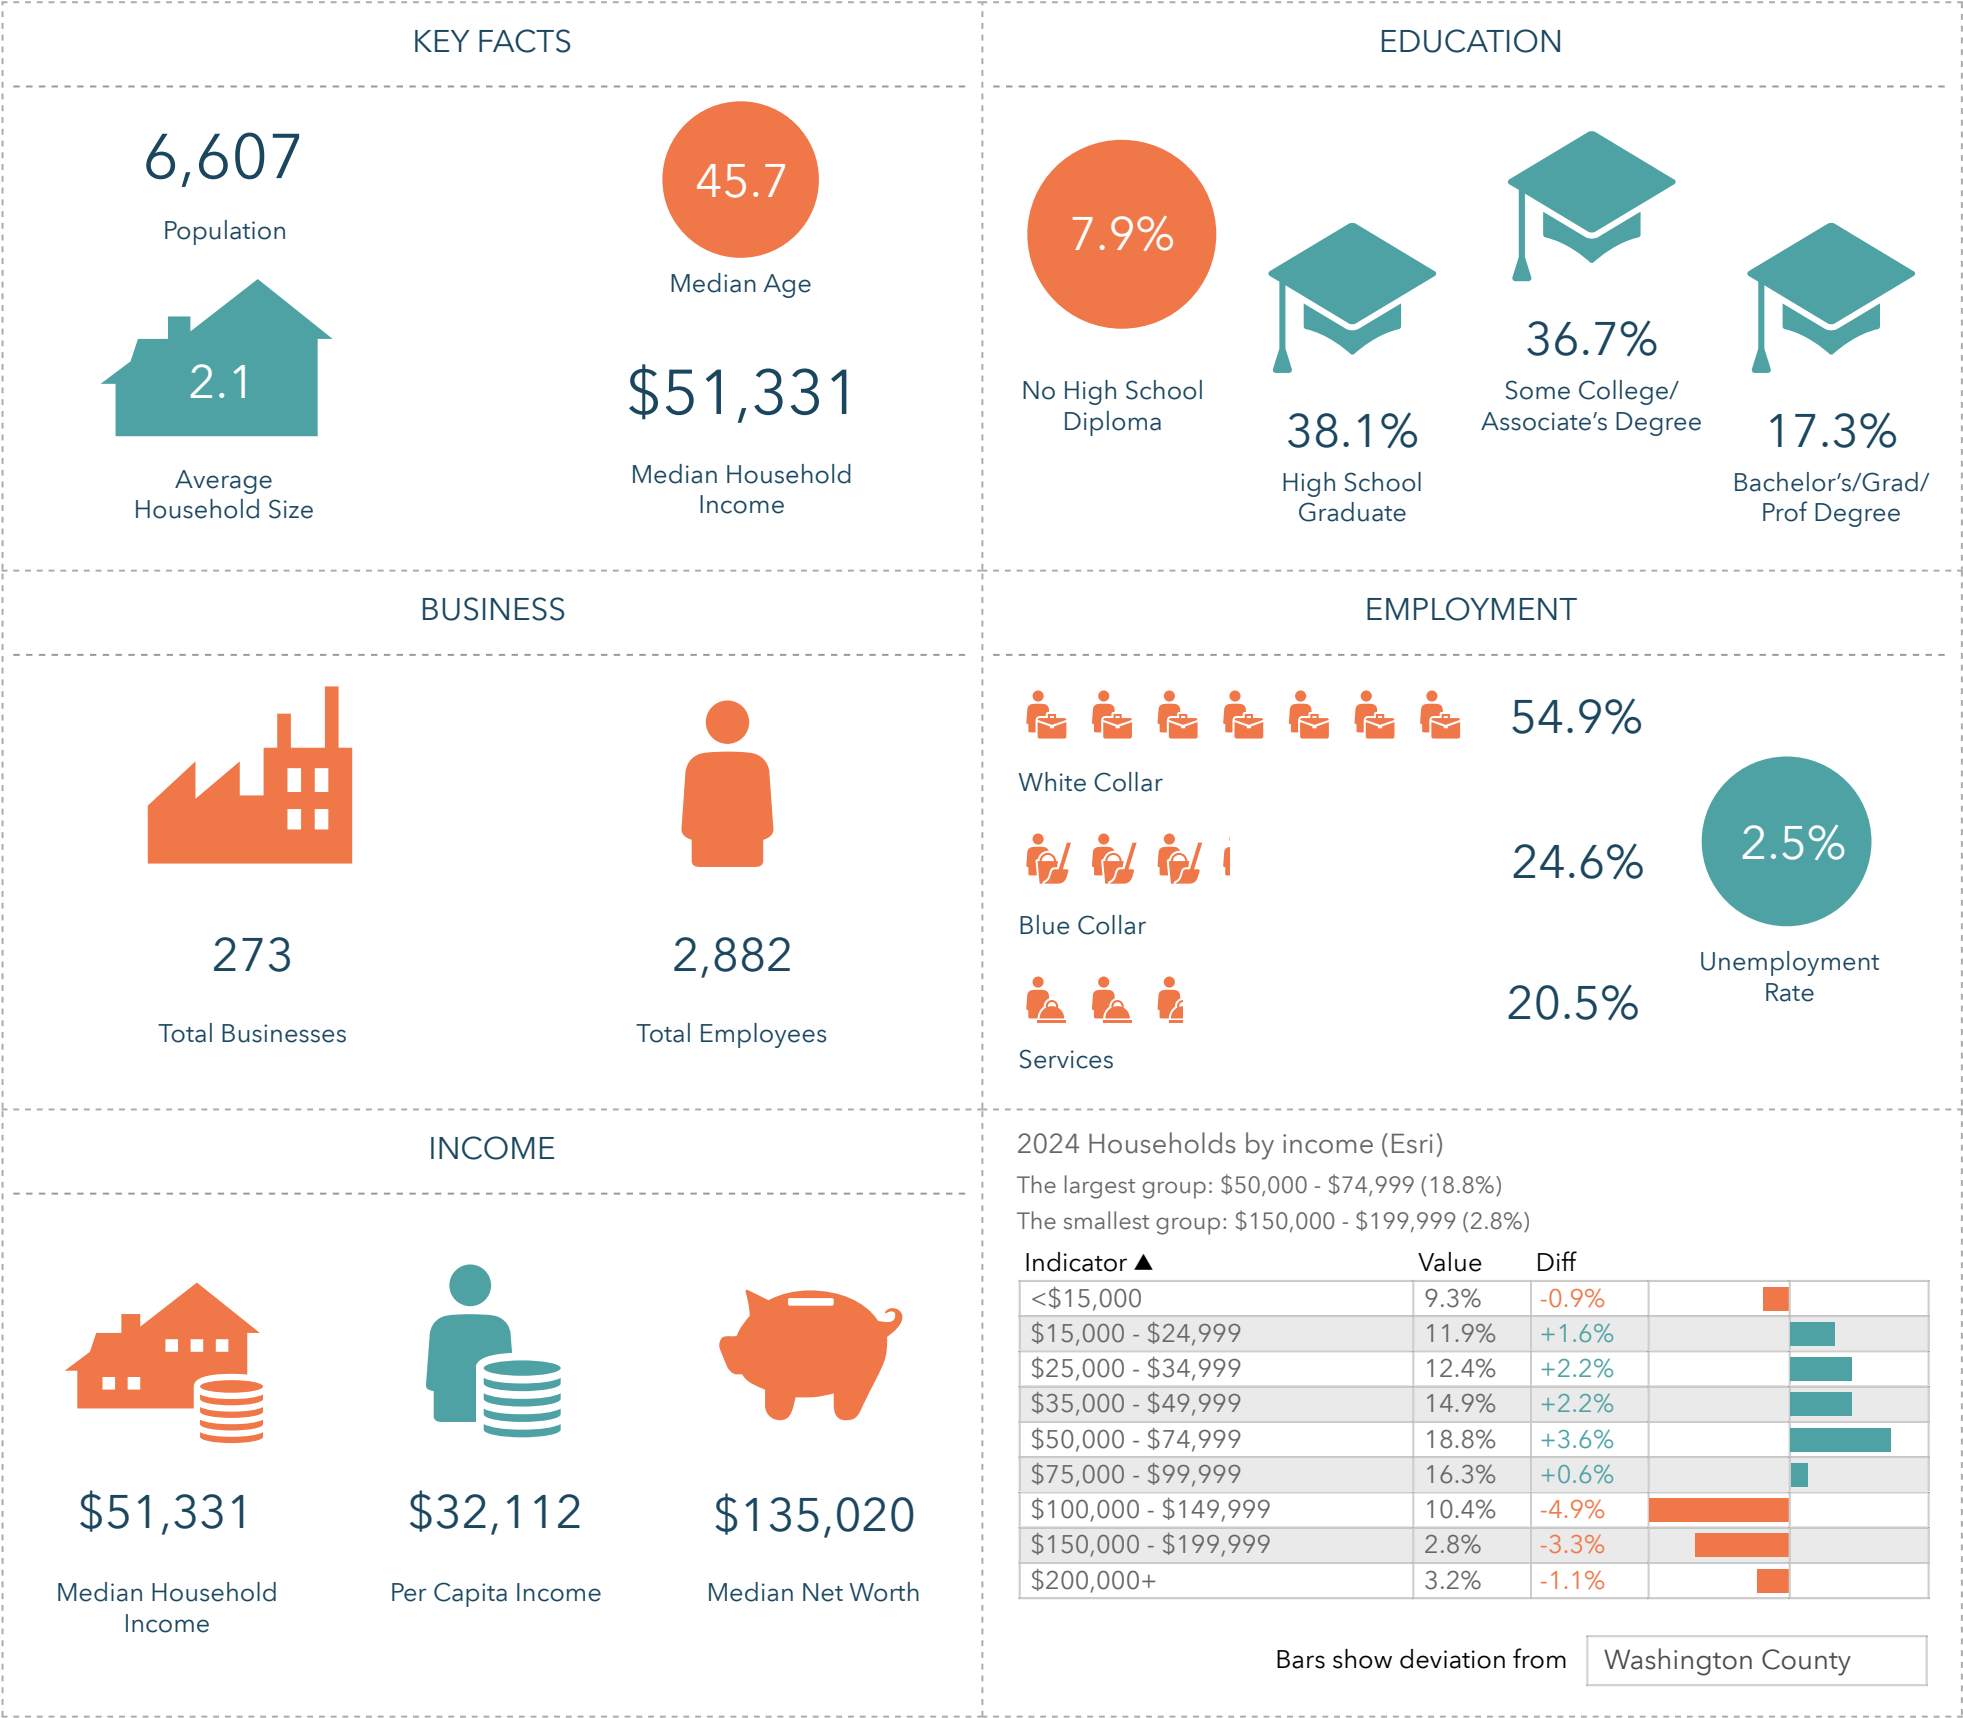 KEY FACTS
6,607
Population
45.7
Median Age
2.1
Average
Household Size
$51,331
Median Household
Income
EDUCATION
7.9%
No High School
Diploma
38.1%
High School
Graduate
36.7%
Some College/
Associate’s Degree
17.3%
Bachelor’s/Grad/
Prof Degree
BUSINESS
273
Total Businesses
2,882
Total Employees
EMPLOYMENT
54.9%
White Collar
24.6%
Blue Collar
20.5%
Services
2.5%
Unemployment
Rate
INCOME
$51,331
Median Household
Income
$32,112
Per Capita Income
$135,020
Median Net Worth
2024 Households by income (Esri)
The largest group: $50,000 - $74,999 (18.8%)
The smallest group: $150,000 - $199,999 (2.8%)
Indicator ▲ Value Diff
<$15,000 9.3% -0.9%
$15,000 - $24,999 11.9% +1.6%
$25,000 - $34,999 12.4% +2.2%
$35,000 - $49,999 14.9% +2.2%
$50,000 - $74,999 18.8% +3.6%
$75,000 - $99,999 16.3% +0.6%
$100,000 - $149,999 10.4% -4.9%
$150,000 - $199,999 2.8% -3.3%
$200,000+ 3.2% -1.1%
Bars show deviation from Washington County